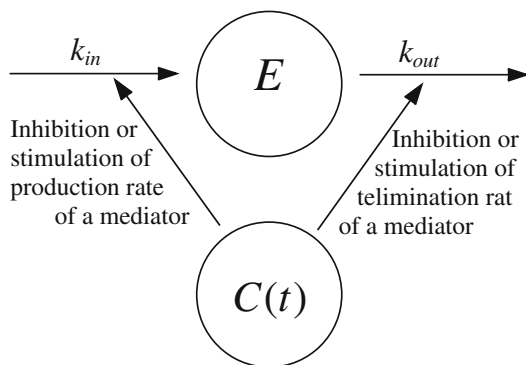 k_in
E
k_out
Inhibition or
stimulation of
production rate
of a mediator
Inhibition or
stimulation of
telimination rat
of a mediator
C(t)